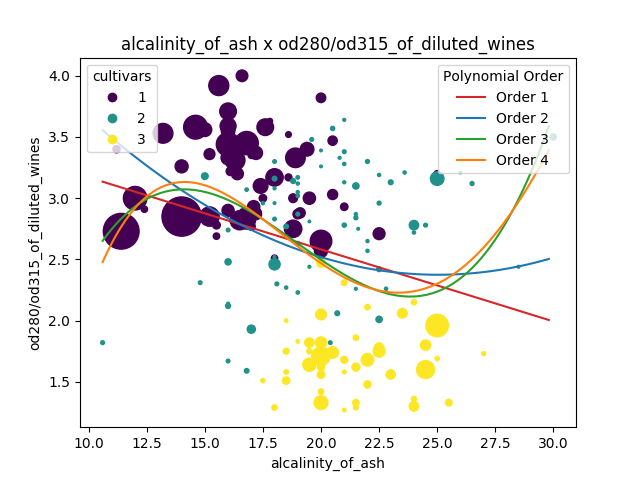 alcalinity_of_ash x od280/od315_of_diluted_wines
cultivars
1
2
3
Polynomial Order
Order 1
Order 2
Order 3
Order 4
od280/od315_of_diluted_wines
4.0
3.5
3.0
2.5
2.0
1.5
10.0 12.5 15.0 17.5 20.0 22.5 25.0 27.5 30.0
alcalinity_of_ash